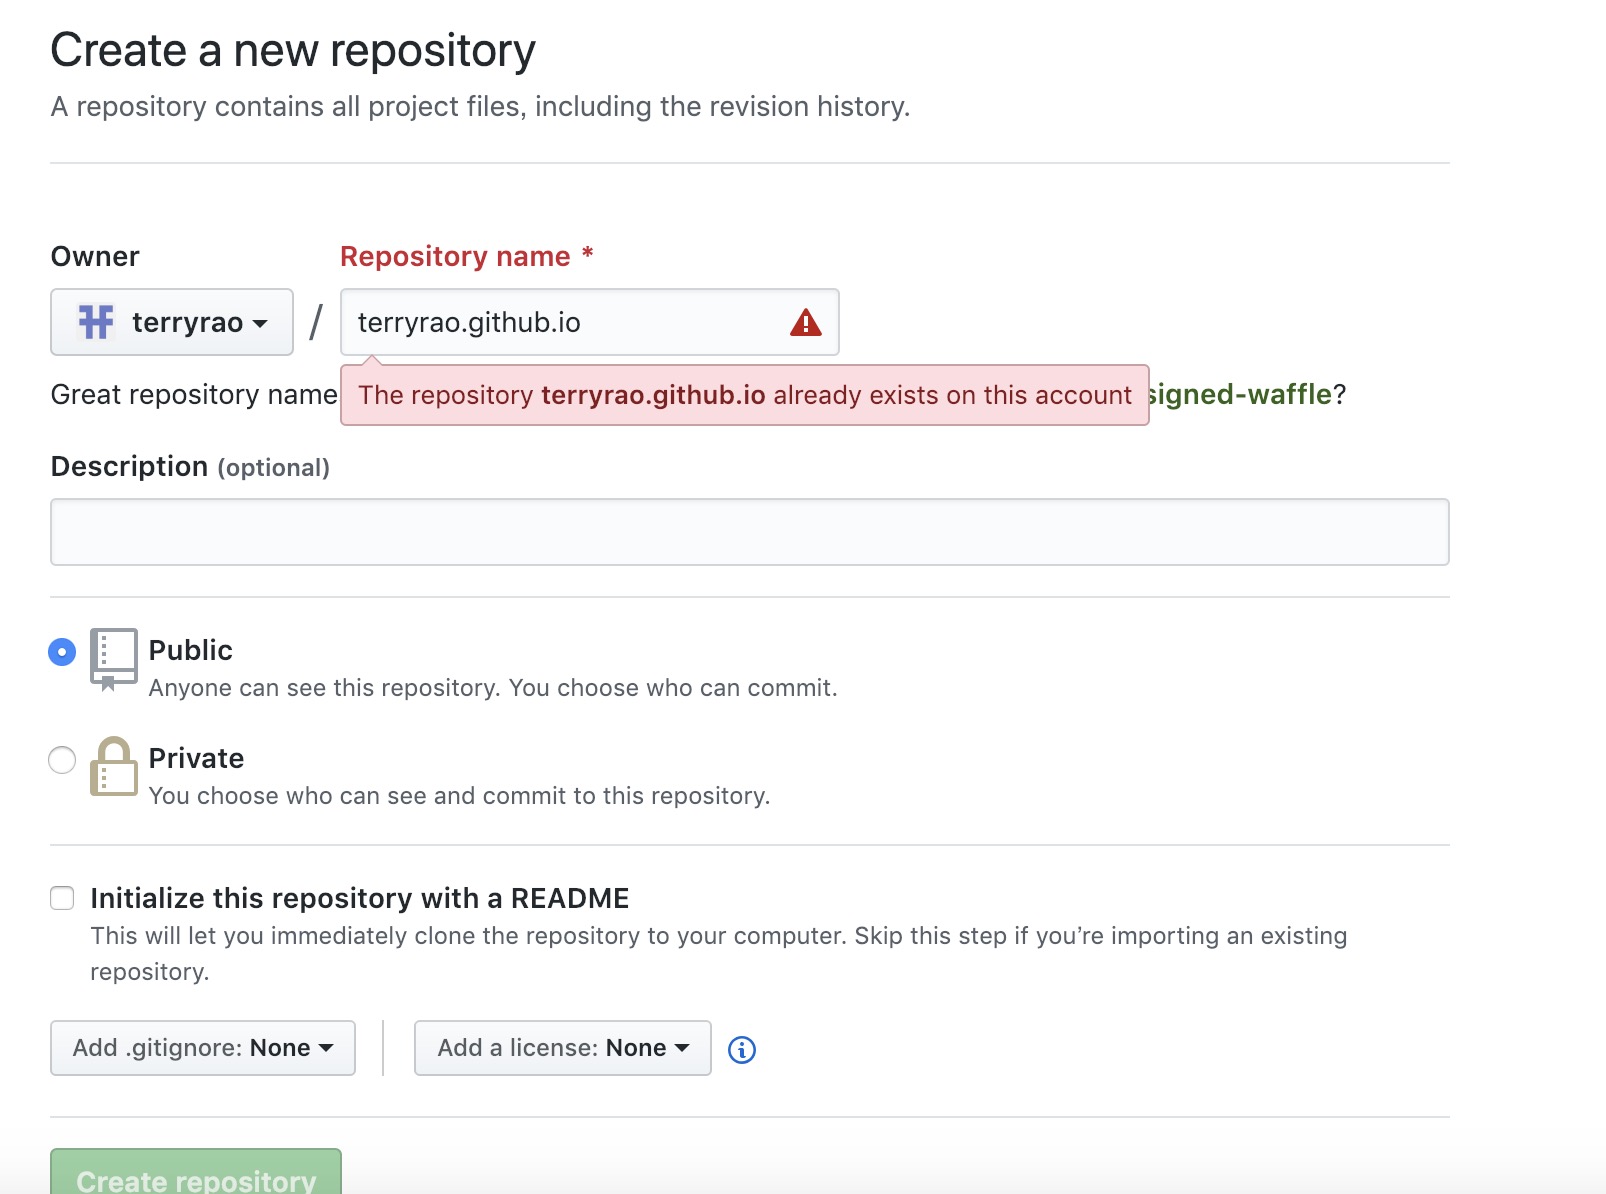 Create a new repository
A repository contains all project files, including the revision history.
Owner
Repository name *
terryrao
/
terryrao.github.io
Great repository name
The repository terryrao.github.io already exists on this account
signed-waffle?
Description (optional)
Public
Anyone can see this repository. You choose who can commit.
Private
You choose who can see and commit to this repository.
Initialize this repository with a README
This will let you immediately clone the repository to your computer. Skip this step if you’re importing an existing
repository.
Add .gitignore: None
Add a license: None
Create repository